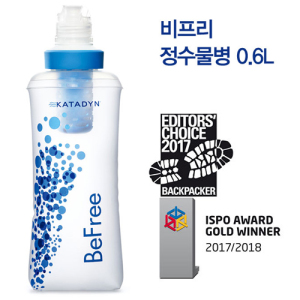 비프리
정수물병 0.6L
KATADYN
BeFree
EDITORS'
CHOICE
2017
BACKPACKER
ISPO AWARD
GOLD WINNER
2017/2018